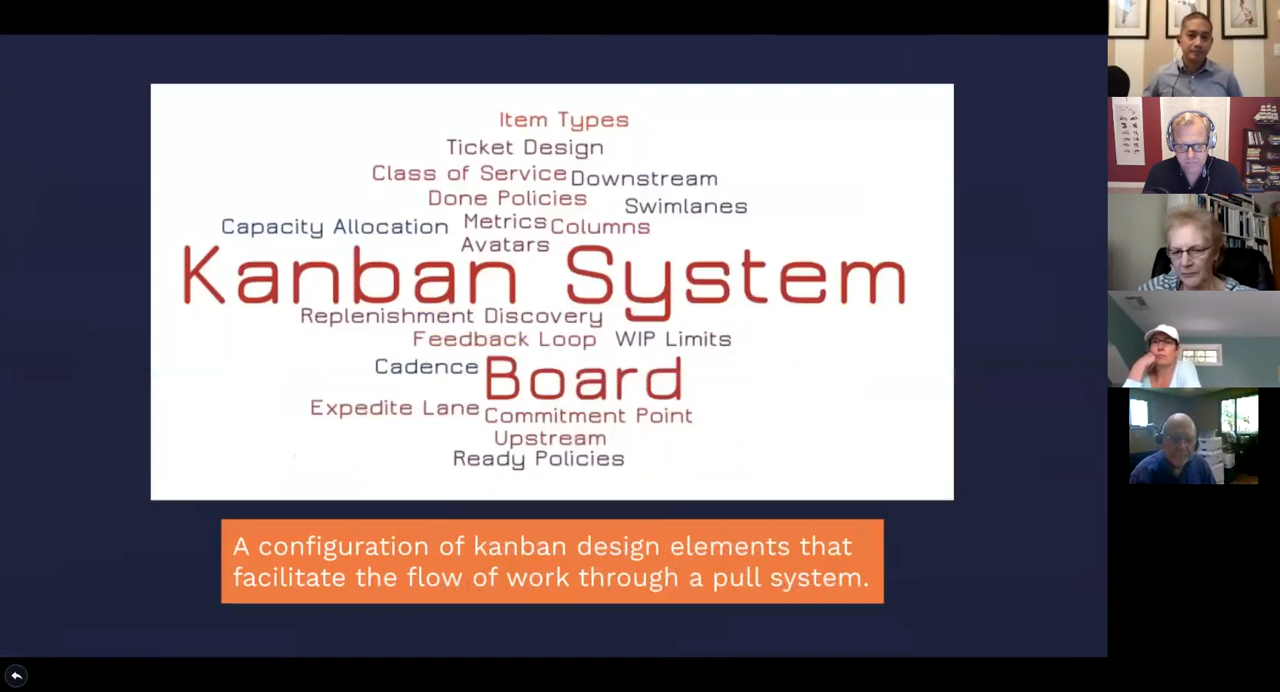 Item Types
Ticket Design
Class of Service Downstream
Done Policies Swimlanes
Capacity Allocation Metrics Columns
Avatars
Kanban System
Replenishment Discovery
Feedback Loop WIP Limits
Cadence Board
Expedite Lane Commitment Point
Upstream
Ready Policies
A configuration of kanban design elements that
facilitate the flow of work through a pull system.